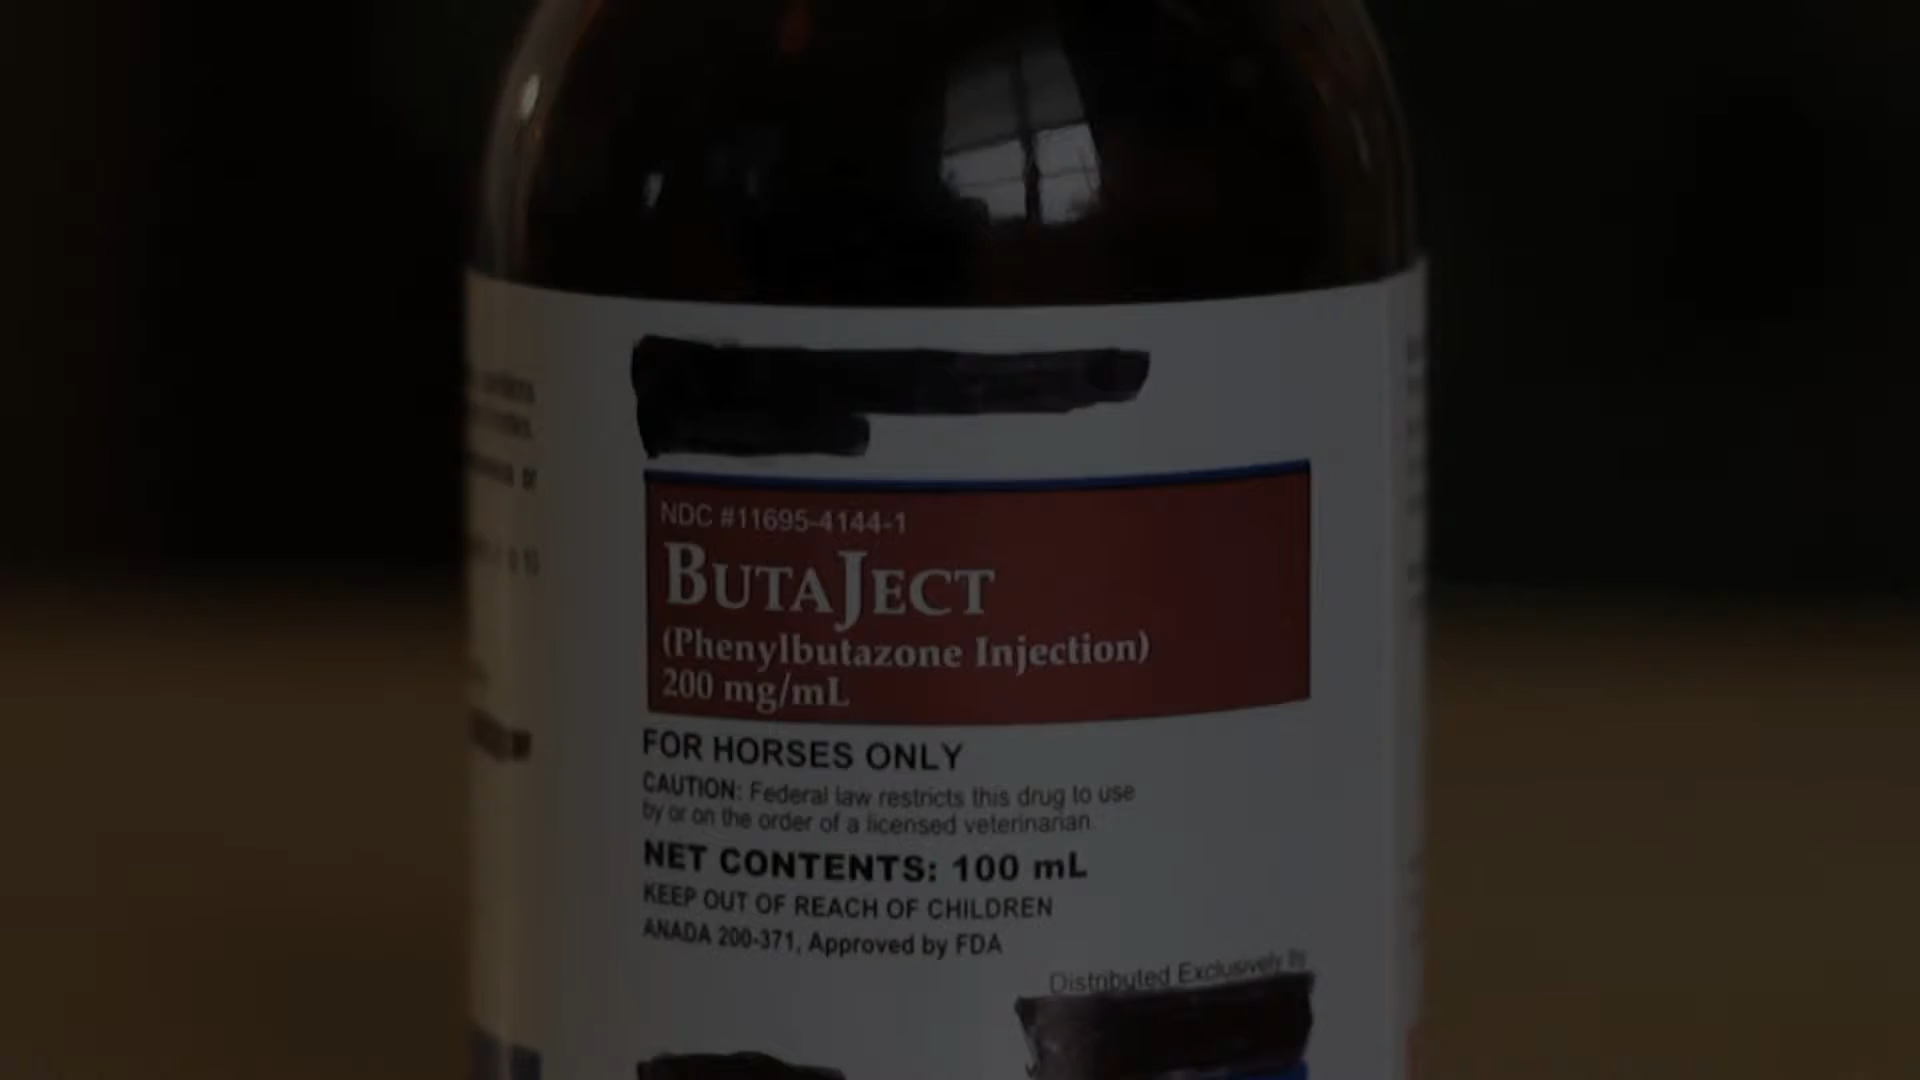 NDC #11695-4144-1
BUTAJECT
(Phenylbutazone Injection)
200 mg/mL
FOR HORSES ONLY
CAUTION: Federal law restricts this drug to use
by or on the order of a licensed veterinarian.
NET CONTENTS: 100 mL
KEEP OUT OF REACH OF CHILDREN
ANADA 200-371, Approved by FDA
Distributed Exclusively By